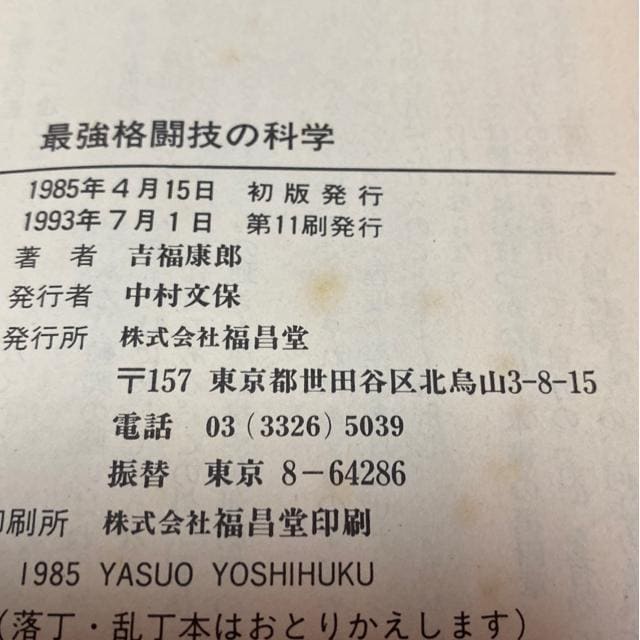 最強格闘技の科学
1985年4月15日 初版発行
1993年7月1日 第11刷発行
著 者 吉福康郎
発行者 中村文保
発行所 株式会社福昌堂
〒157 東京都世田谷区北烏山3-8-15
電話 03 (3326) 5039
振替 東京 8-64286
印刷所 株式会社福昌堂印刷
1985 YASUO YOSHIHUKU
(落丁・乱丁本はおとりかえします)